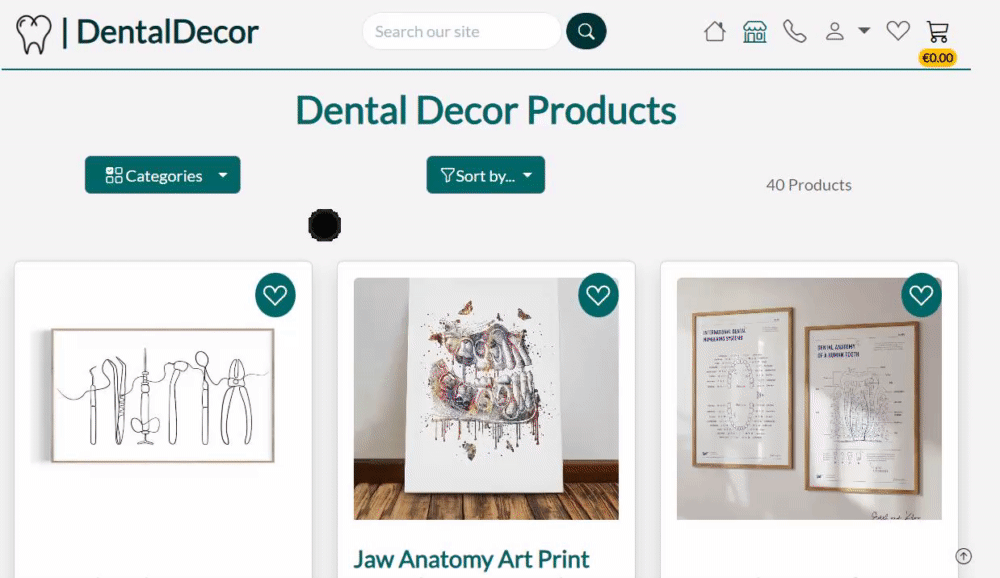 | DentalDecor
Search our site
€0.00
Dental Decor Products
Categories
Sort by...
40 Products
INTERNATIONAL DENTAL
NUMBERING SYSTEMS
DENTAL ANATOMY
OF A HUMAN TOOTH
Jaw Anatomy Art Print